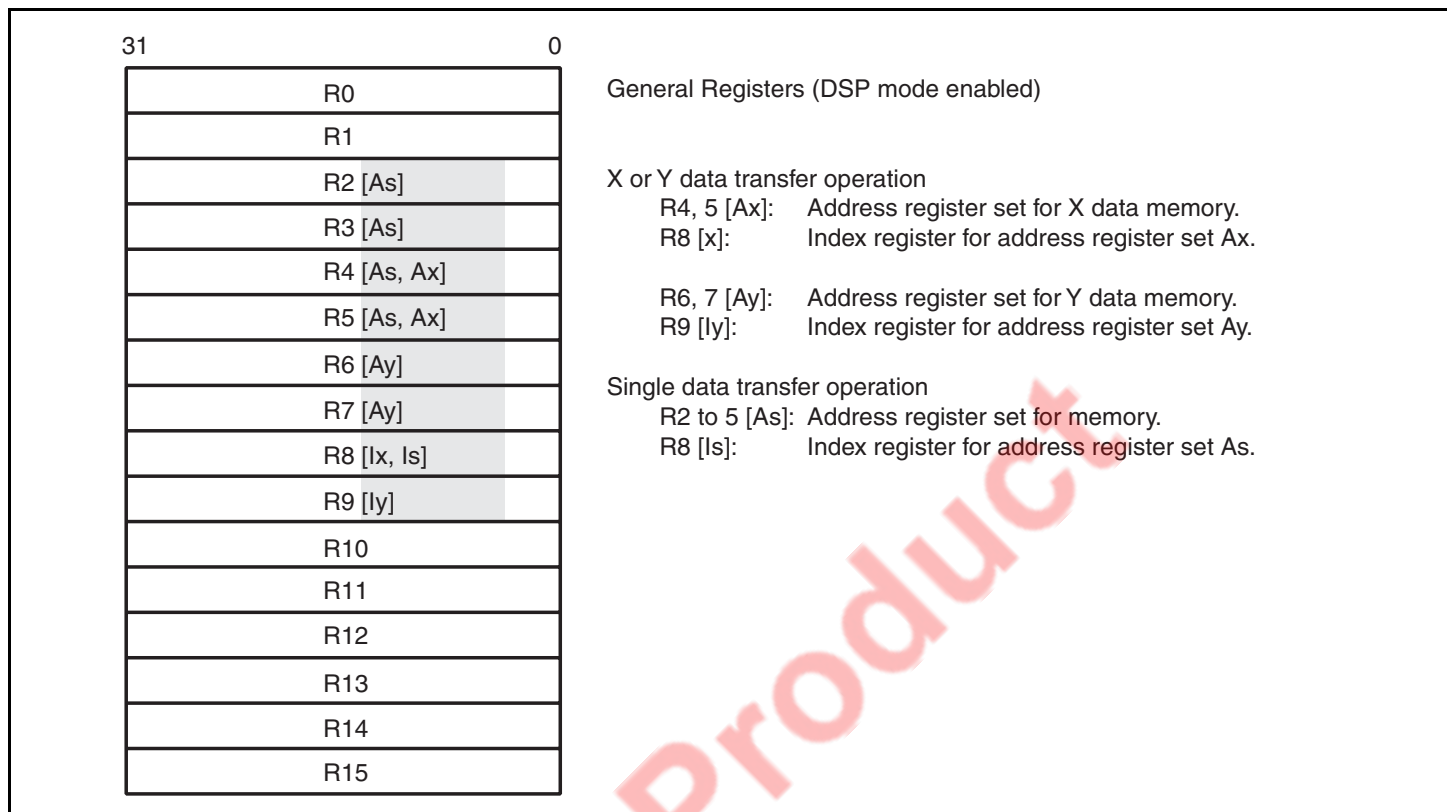 31 0
R0
R1
R2 [As]
R3 [As]
R4 [As, Ax]
R5 [As, Ax]
R6 [Ay]
R7 [Ay]
R8 [Ix, Is]
R9 [Iy]
R10
R11
R12
R13
R14
R15
General Registers (DSP mode enabled)
X or Y data transfer operation
R4, 5 [Ax]: Address register set for X data memory.
R8 [x]: Index register for address register set Ax.
R6, 7 [Ay]: Address register set for Y data memory.
R9 [Iy]: Index register for address register set Ay.
Single data transfer operation
R2 to 5 [As]: Address register set for memory.
R8 [Is]: Index register for address register set As.
Product